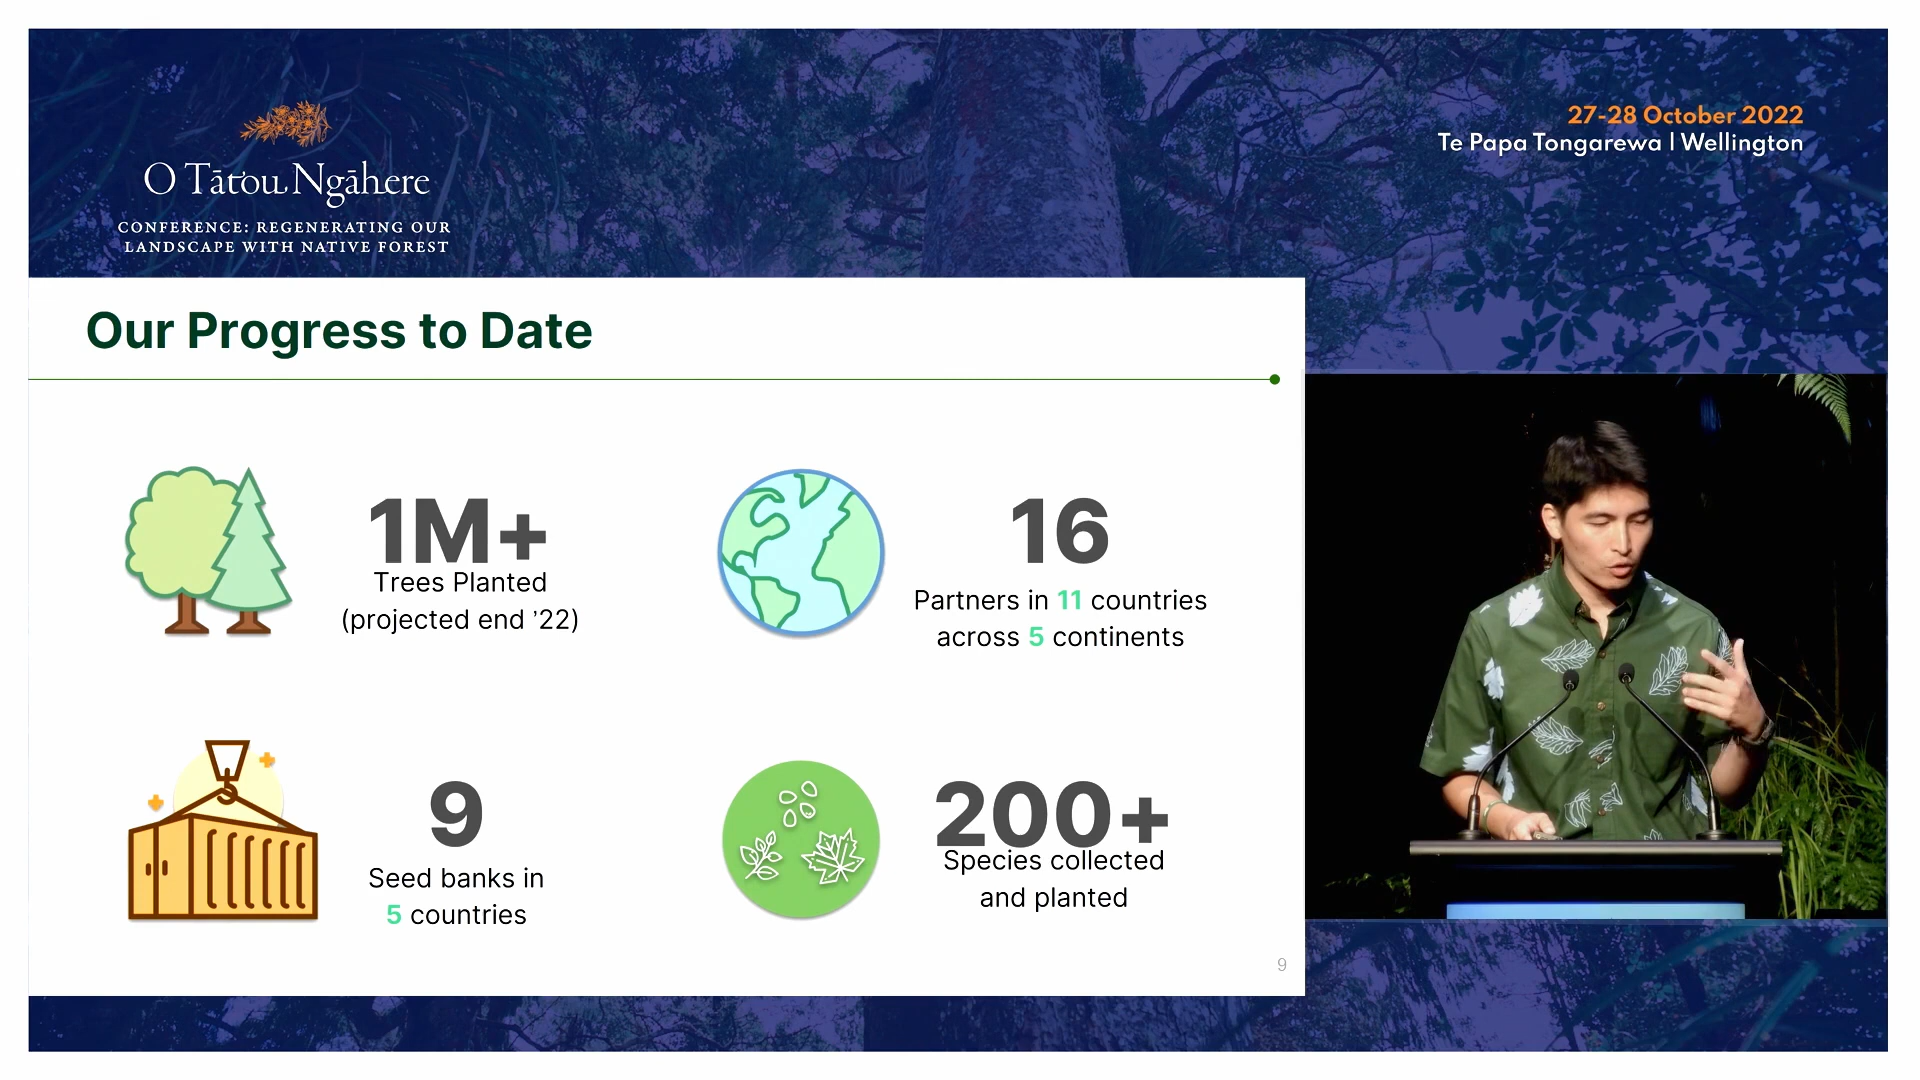 O Tātou Ngāhere
CONFERENCE: REGENERATING OUR
LANDSCAPE WITH NATIVE FOREST
27-28 October 2022
Te Papa Tongarewa | Wellington
Our Progress to Date
1M+
Trees Planted
(projected end ’22)
16
Partners in 11 countries
across 5 continents
9
Seed banks in
5 countries
200+
Species collected
and planted
9